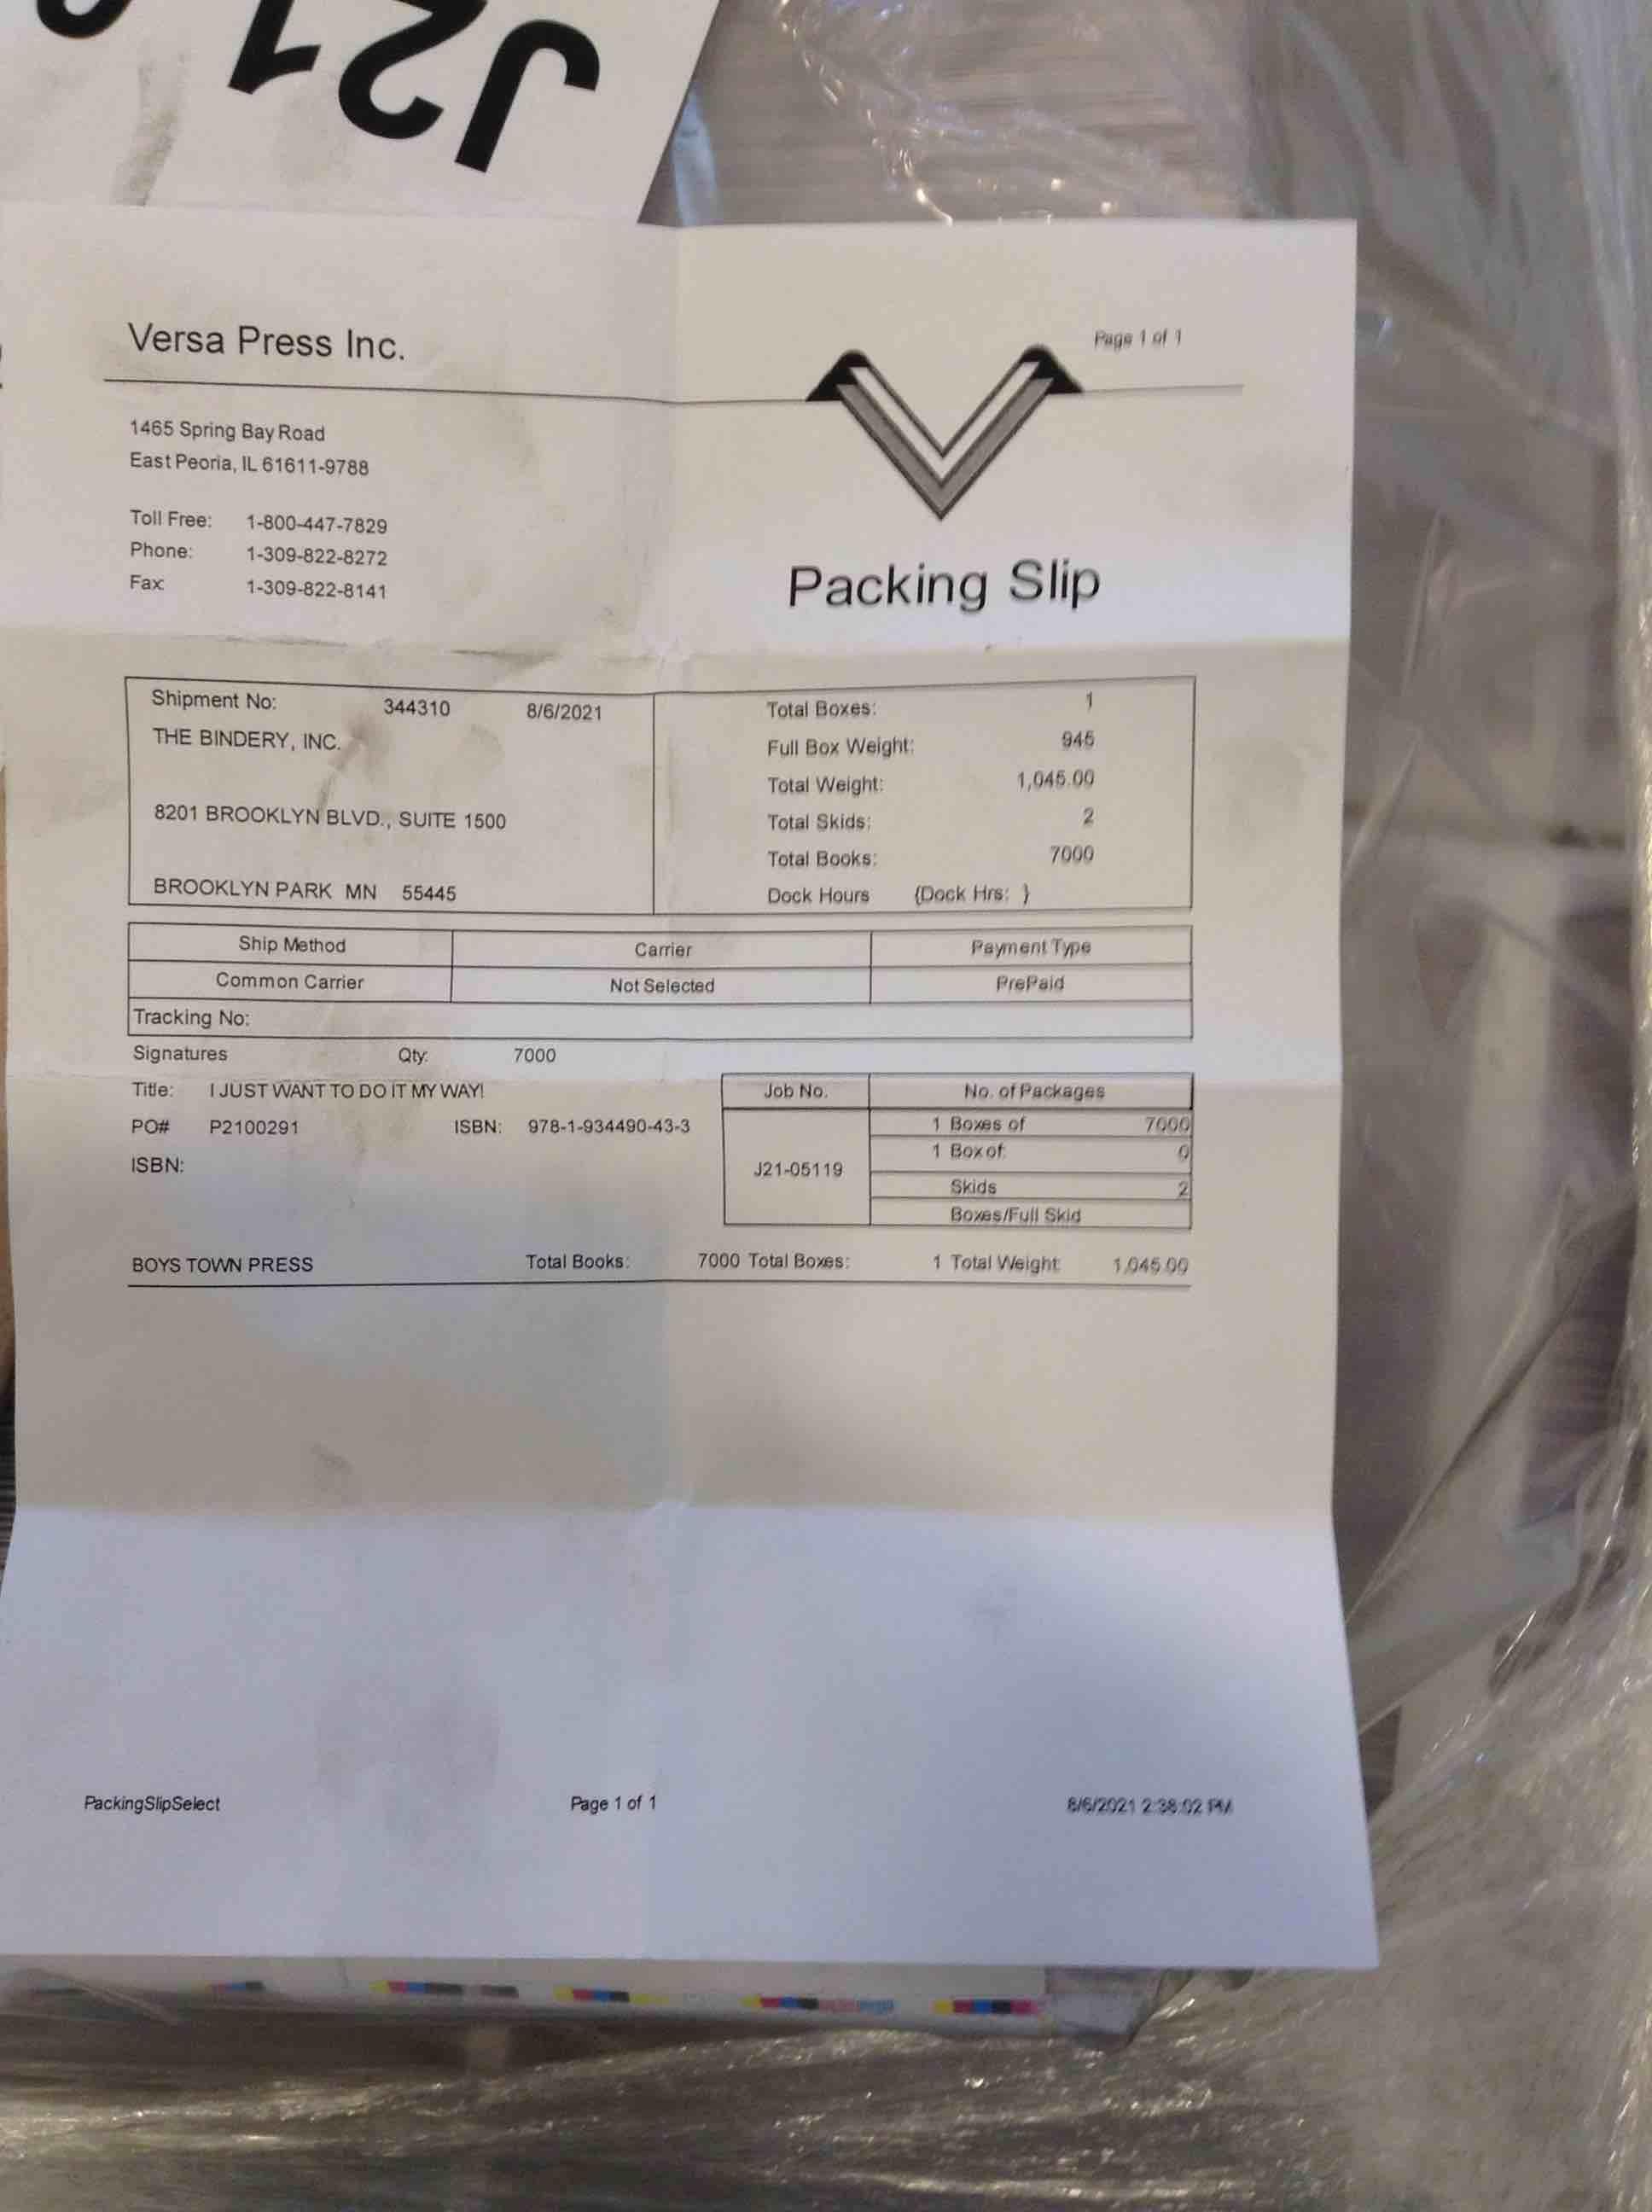 J21
Versa Press Inc.
Page 1 of 1
1465 Spring Bay Road
East Peoria, IL 61611-9788
Toll Free: 1-800-447-7829
Phone: 1-309-822-8272
Fax: 1-309-822-8141
Packing Slip
Shipment No: 344310 8/6/2021
THE BINDERY, INC.
8201 BROOKLYN BLVD., SUITE 1500
BROOKLYN PARK MN 55445
Total Boxes: 1
Full Box Weight: 945
Total Weight: 1,045.00
Total Skids: 2
Total Books: 7000
Dock Hours {Dock Hrs: }
Ship Method Carrier Payment Type
Common Carrier Not Selected PrePaid
Tracking No:
Signatures Qty: 7000
Title: I JUST WANT TO DO IT MY WAY!
PO# P2100291 ISBN: 978-1-934490-43-3
ISBN:
Job No. No. of Packages
J21-05119
1 Boxes of 7000
1 Box of: 0
Skids 2
Boxes/Full Skid
BOYS TOWN PRESS Total Books: 7000 Total Boxes: 1 Total Weight: 1,045.00
PackingSlipSelect Page 1 of 1 8/6/2021 2:38:02 PM